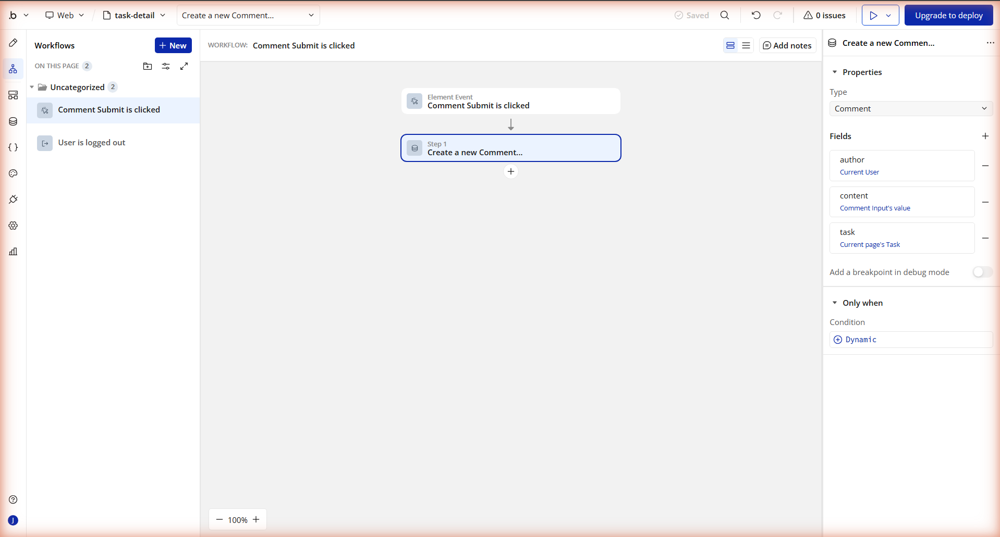 .b
Web
task-detail
Create a new Comment...
Saved
0 issues
Upgrade to deploy
Workflows
+ New
ON THIS PAGE 2
Uncategorized 2
Comment Submit is clicked
User is logged out
WORKFLOW: Comment Submit is clicked
Add notes
Element Event
Comment Submit is clicked
Step 1
Create a new Comment...
100%
J
Create a new Commen...
Properties
Type
Comment
Fields
author
Current User
content
Comment Input's value
task
Current page's Task
Add a breakpoint in debug mode
Only when
Condition
Dynamic